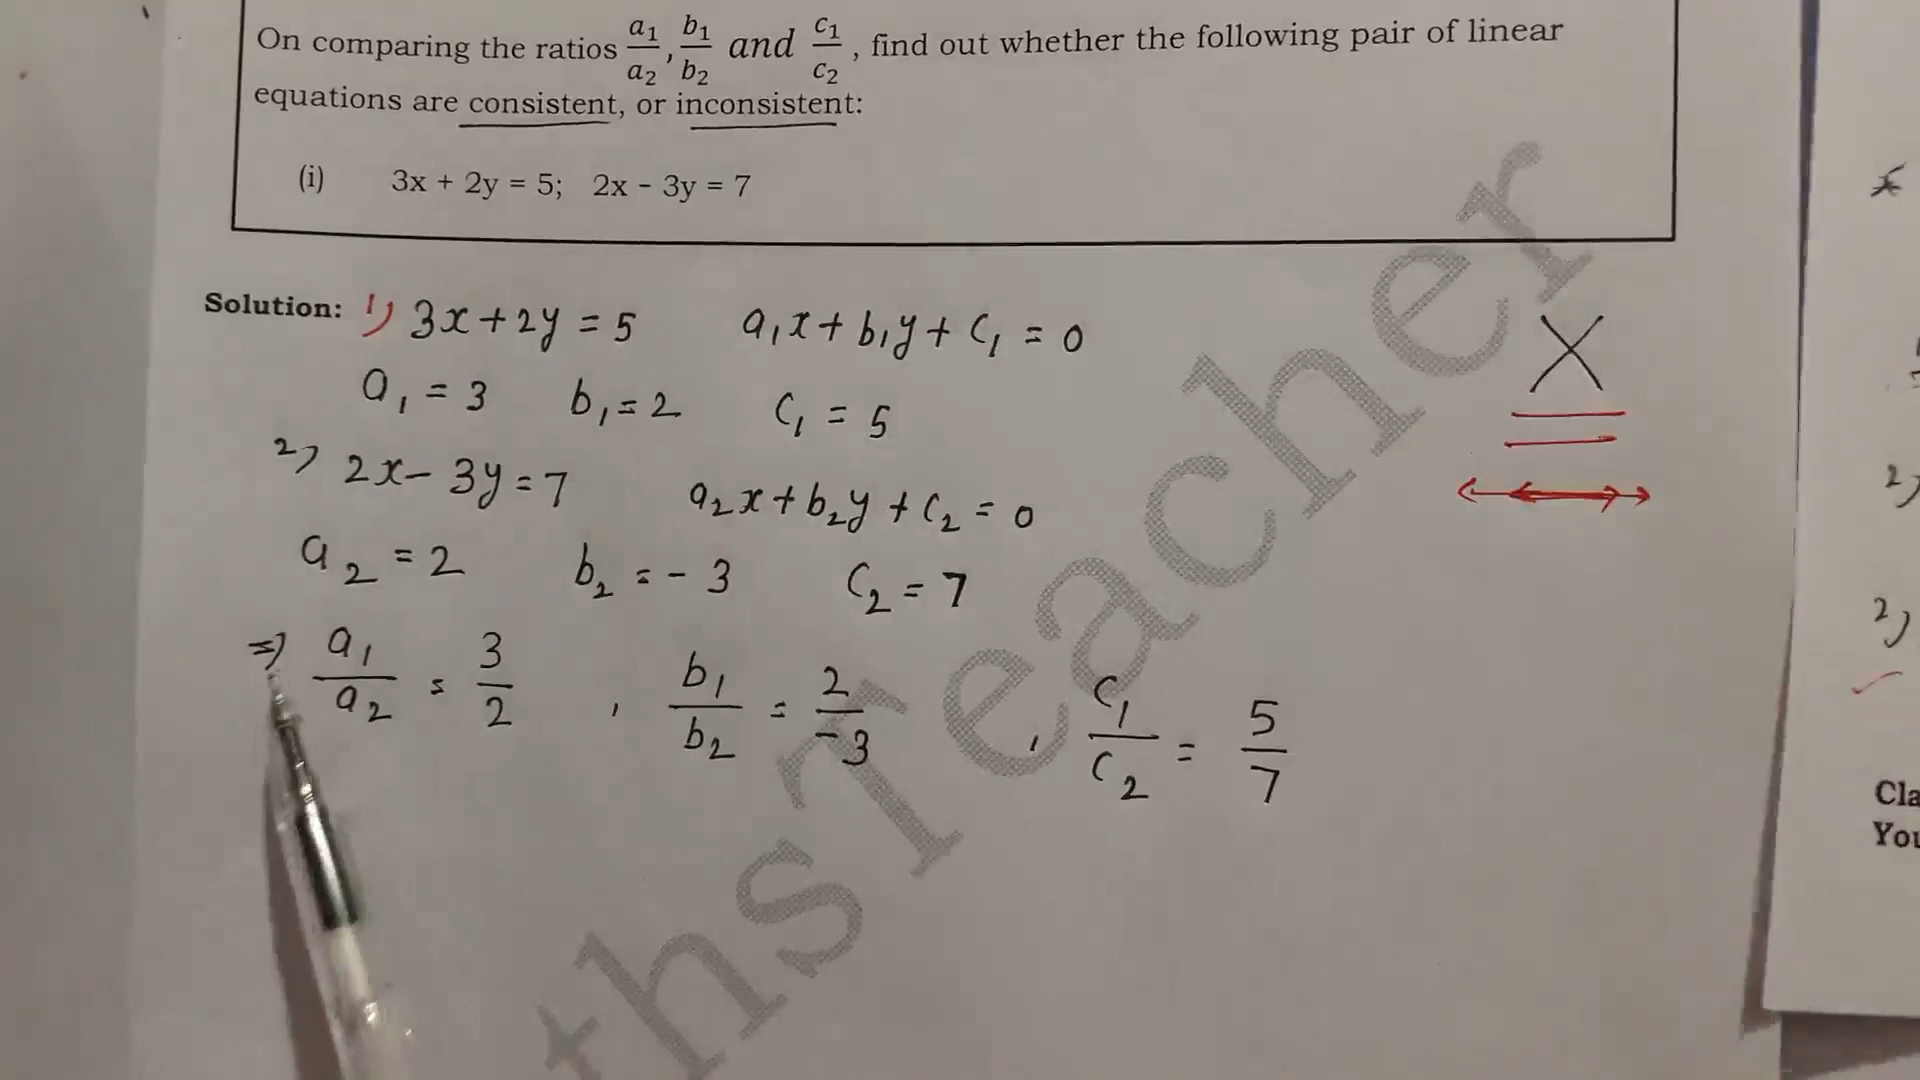 On comparing the ratios a₁/a₂, b₁/b₂ and c₁/c₂, find out whether the following pair of linear
equations are consistent, or inconsistent:
(i) 3x + 2y = 5; 2x - 3y = 7
Solution: 1) 3x + 2y = 5 a₁x + b₁y + c₁ = 0
a₁ = 3 b₁ = 2 c₁ = 5
2) 2x - 3y = 7 a₂x + b₂y + c₂ = 0
a₂ = 2 b₂ = - 3 c₂ = 7
⇒ a₁/a₂ = 3/2 , b₁/b₂ = 2/-3 , c₁/c₂ = 5/7
thsTeacher
2)
2)
Cla
You